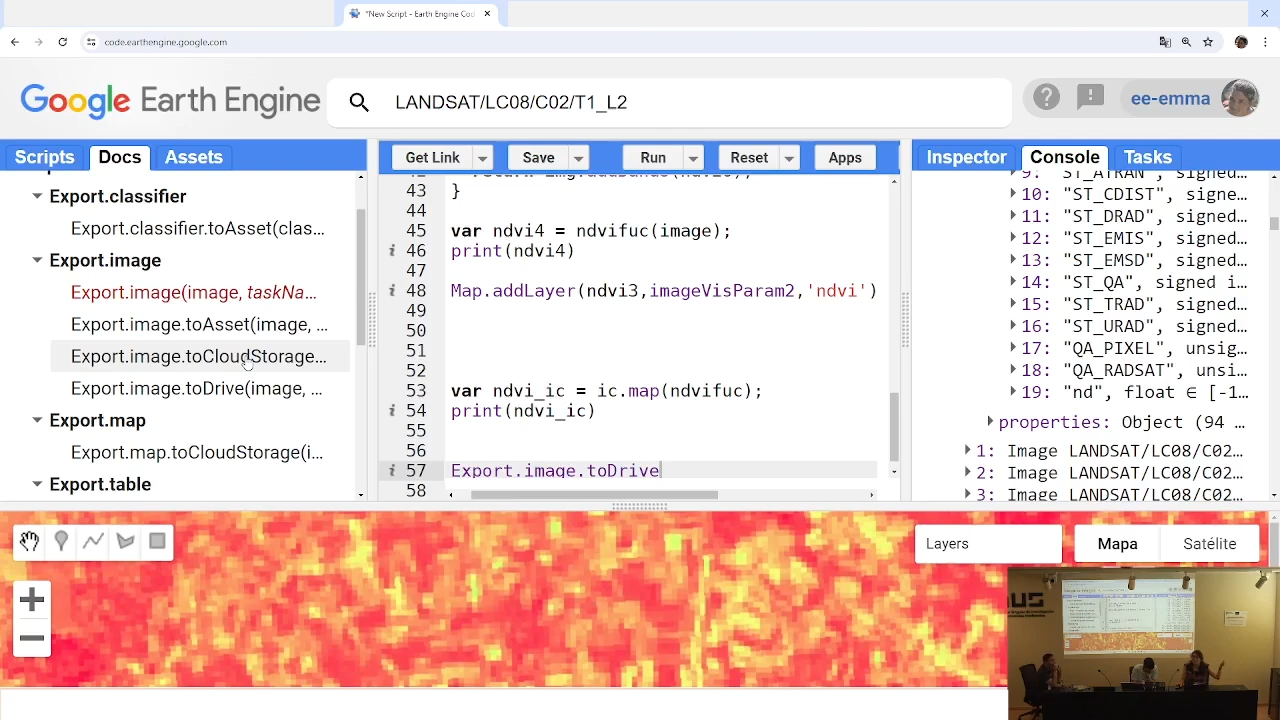 *New Script - Earth Engine Cod
code.earthengine.google.com
Google Earth Engine
LANDSAT/LC08/C02/T1_L2
ee-emma
Scripts
Docs
Assets
Get Link
Save
Run
Reset
Apps
Inspector
Console
Tasks
Export.classifier
Export.classifier.toAsset(clas...
Export.image
Export.image(image, taskNa...
Export.image.toAsset(image, ...
Export.image.toCloudStorage...
Export.image.toDrive(image, ...
Export.map
Export.map.toCloudStorage(i...
Export.table
43 }
44
45 var ndvi4 = ndvifuc(image);
46 print(ndvi4)
47
48 Map.addLayer(ndvi3,imageVisParam2,'ndvi')
49
50
51
52
53 var ndvi_ic = ic.map(ndvifuc);
54 print(ndvi_ic)
55
56
57 Export.image.toDrive
58
9: "ST_ATRAN", signed...
10: "ST_CDIST", signed...
11: "ST_DRAD", signed...
12: "ST_EMIS", signed...
13: "ST_EMSD", signed...
14: "ST_QA", signed i...
15: "ST_TRAD", signed...
16: "ST_URAD", signed...
17: "QA_PIXEL", unsig...
18: "QA_RADSAT", unsi...
19: "nd", float ∈ [-1...
properties: Object (94 ...
1: Image LANDSAT/LC08/C02...
2: Image LANDSAT/LC08/C02...
3: Image LANDSAT/LC08/C02...
Layers
Mapa
Satélite